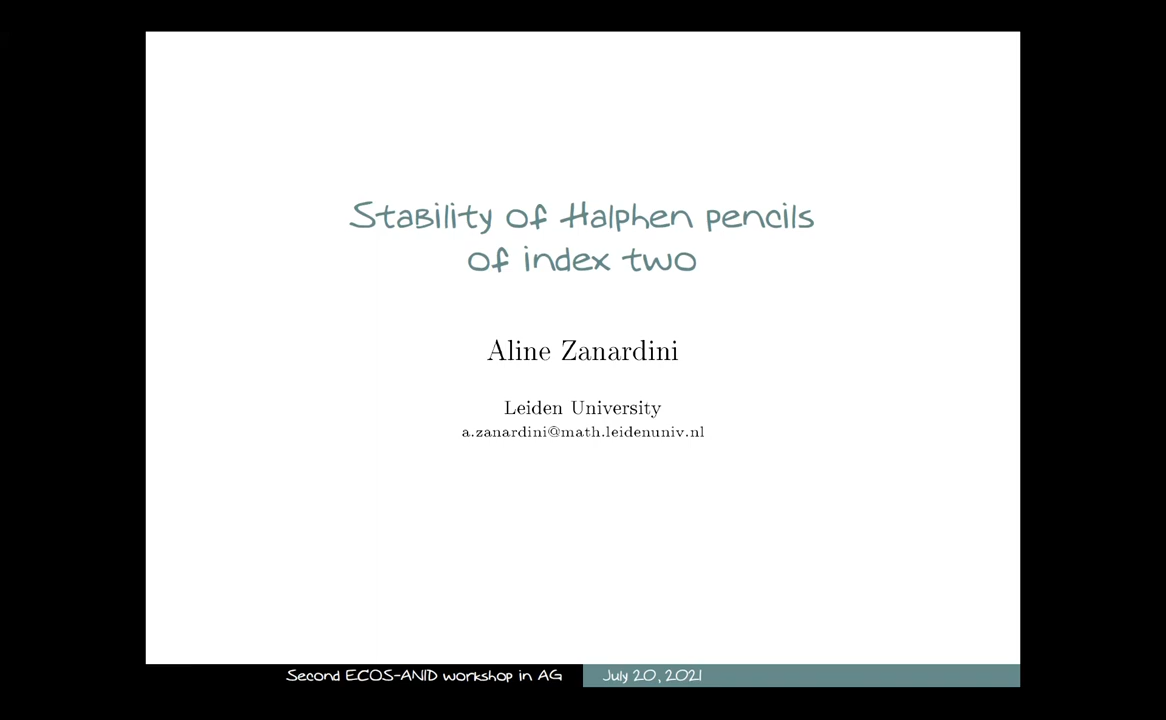 Stability of Halphen pencils
of index two
Aline Zanardini
Leiden University
a.zanardini@math.leidenuniv.nl
Second ECOS-ANID workshop in AG
July 20, 2021